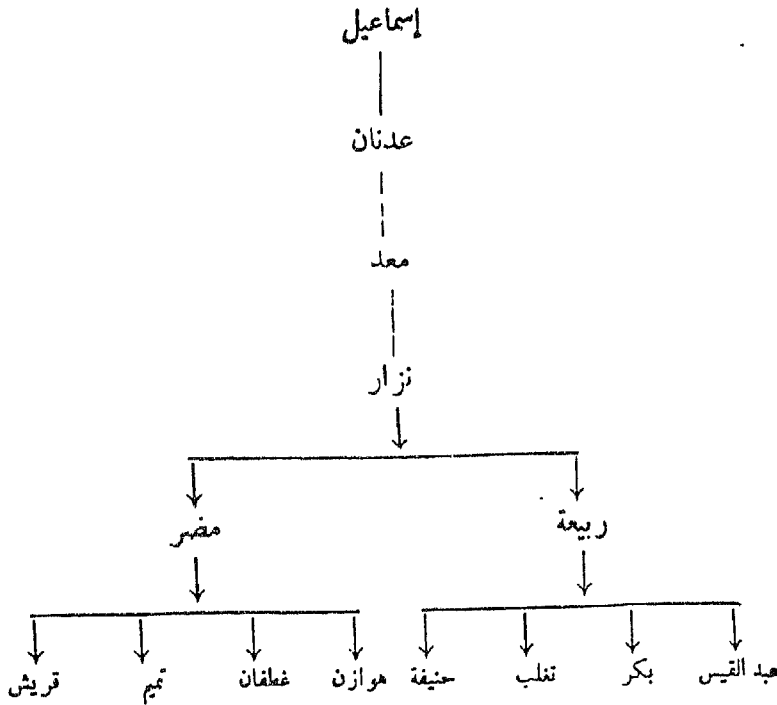 إسماعيل
عدنان
معد
نزار
ربيعة مضر
عبد القيس بكر تغلب حنيفة هوازن غطفان تميم قريش